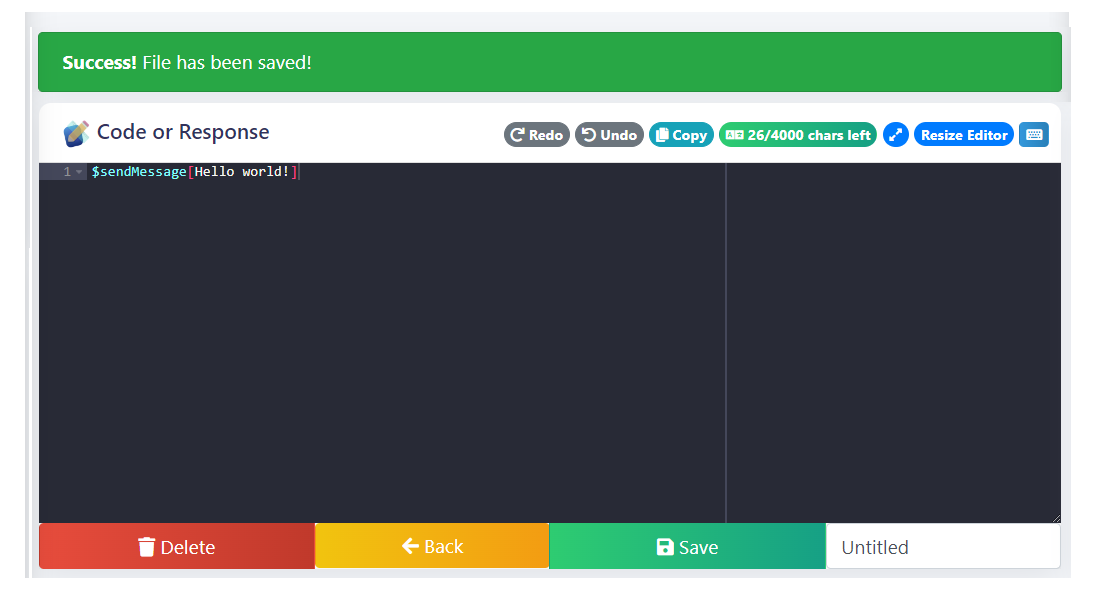 Success! File has been saved!
Code or Response
Redo Undo Copy 26/4000 chars left Resize Editor
1 $sendMessage[Hello world!]
Delete Back Save Untitled